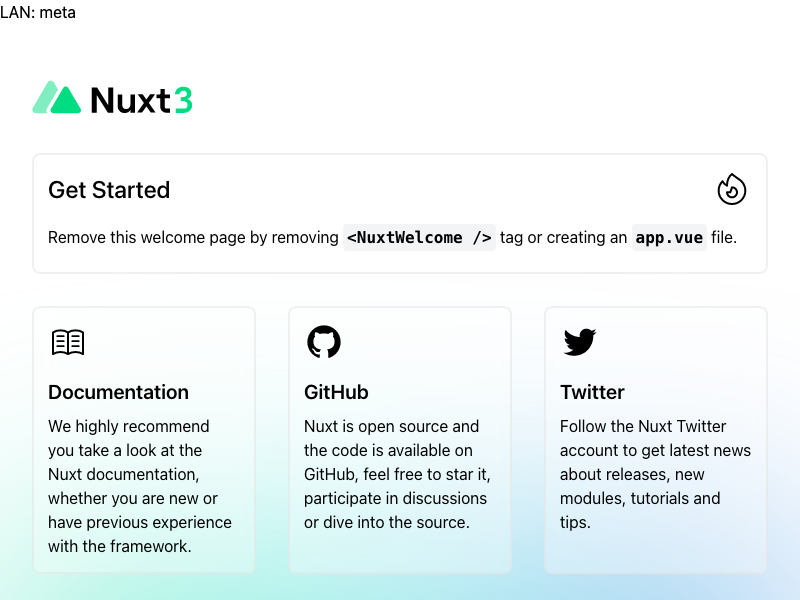 LAN: meta
Nuxt3
Get Started
Remove this welcome page by removing <NuxtWelcome /> tag or creating an app.vue file.
Documentation
We highly recommend
you take a look at the
Nuxt documentation,
whether you are new or
have previous experience
with the framework.
GitHub
Nuxt is open source and
the code is available on
GitHub, feel free to star it,
participate in discussions
or dive into the source.
Twitter
Follow the Nuxt Twitter
account to get latest news
about releases, new
modules, tutorials and
tips.